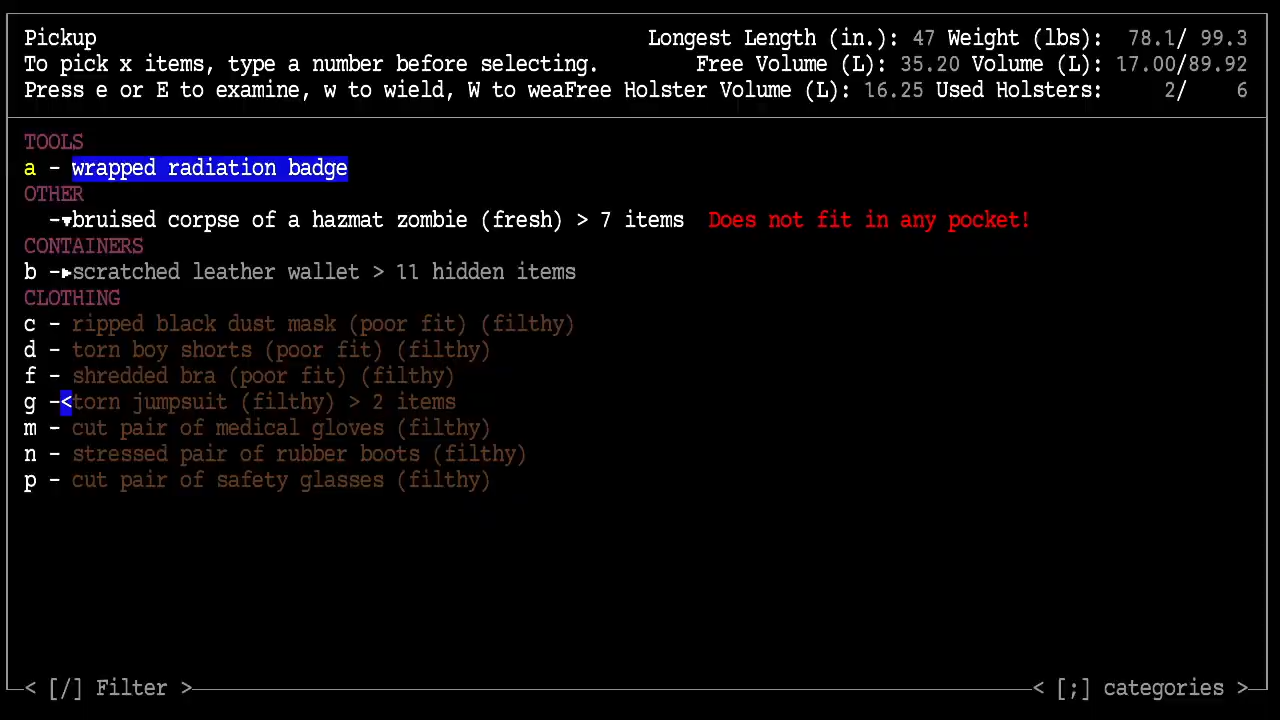 Pickup Longest Length (in.): 47 Weight (lbs): 78.1/ 99.3
To pick x items, type a number before selecting. Free Volume (L): 35.20 Volume (L): 17.00/89.92
Press e or E to examine, w to wield, W to weaFree Holster Volume (L): 16.25 Used Holsters: 2/ 6
TOOLS
a - wrapped radiation badge
OTHER
-▾bruised corpse of a hazmat zombie (fresh) > 7 items Does not fit in any pocket!
CONTAINERS
b -▸scratched leather wallet > 11 hidden items
CLOTHING
c - ripped black dust mask (poor fit) (filthy)
d - torn boy shorts (poor fit) (filthy)
f - shredded bra (poor fit) (filthy)
g -<torn jumpsuit (filthy) > 2 items
m - cut pair of medical gloves (filthy)
n - stressed pair of rubber boots (filthy)
p - cut pair of safety glasses (filthy)
< [/] Filter > < [;] categories >